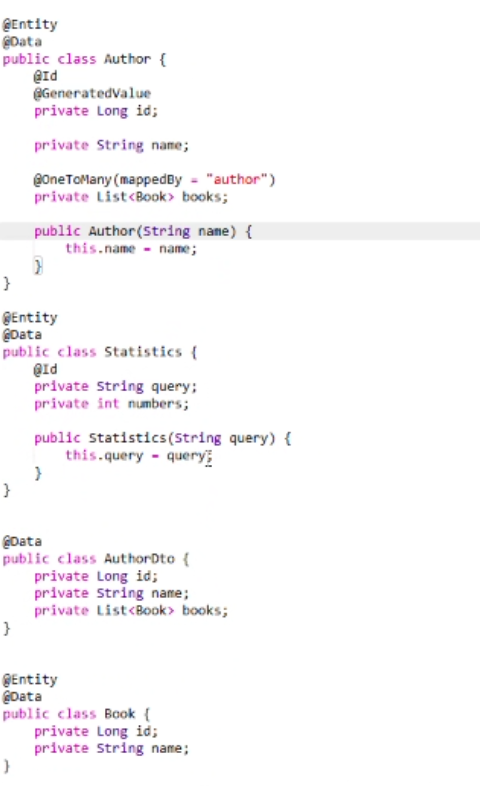 @Entity
@Data
public class Author {
    @Id
    @GeneratedValue
    private Long id;

    private String name;

    @OneToMany(mappedBy = "author")
    private List<Book> books;

    public Author(String name) {
        this.name = name;
    }
}

@Entity
@Data
public class Statistics {
    @Id
    private String query;
    private int numbers;

    public Statistics(String query) {
        this.query = query;
    }
}

@Data
public class AuthorDto {
    private Long id;
    private String name;
    private List<Book> books;
}

@Entity
@Data
public class Book {
    private Long id;
    private String name;
}